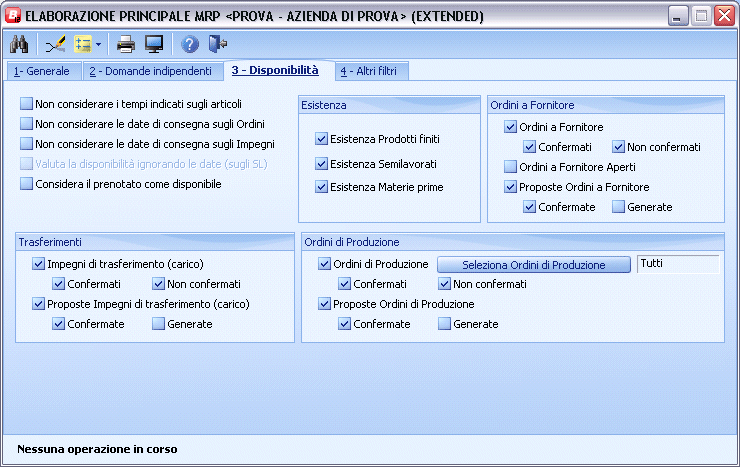 ELABORAZIONE PRINCIPALE MRP <PROVA - AZIENDA DI PROVA> (EXTENDED)
1- Generale
2 - Domande indipendenti
3 - Disponibilità
4 - Altri filtri
Non considerare i tempi indicati sugli articoli
Non considerare le date di consegna sugli Ordini
Non considerare le date di consegna sugli Impegni
Valuta la disponibilità ignorando le date (sugli SL)
Considera il prenotato come disponibile
Esistenza
Esistenza Prodotti finiti
Esistenza Semilavorati
Esistenza Materie prime
Ordini a Fornitore
Ordini a Fornitore
Confermati
Non confermati
Ordini a Fornitore Aperti
Proposte Ordini a Fornitore
Confermate
Generate
Trasferimenti
Impegni di trasferimento (carico)
Confermati
Non confermati
Proposte Impegni di trasferimento (carico)
Confermate
Generate
Ordini di Produzione
Ordini di Produzione
Seleziona Ordini di Produzione
Tutti
Confermati
Non confermati
Proposte Ordini di Produzione
Confermate
Generate
Nessuna operazione in corso